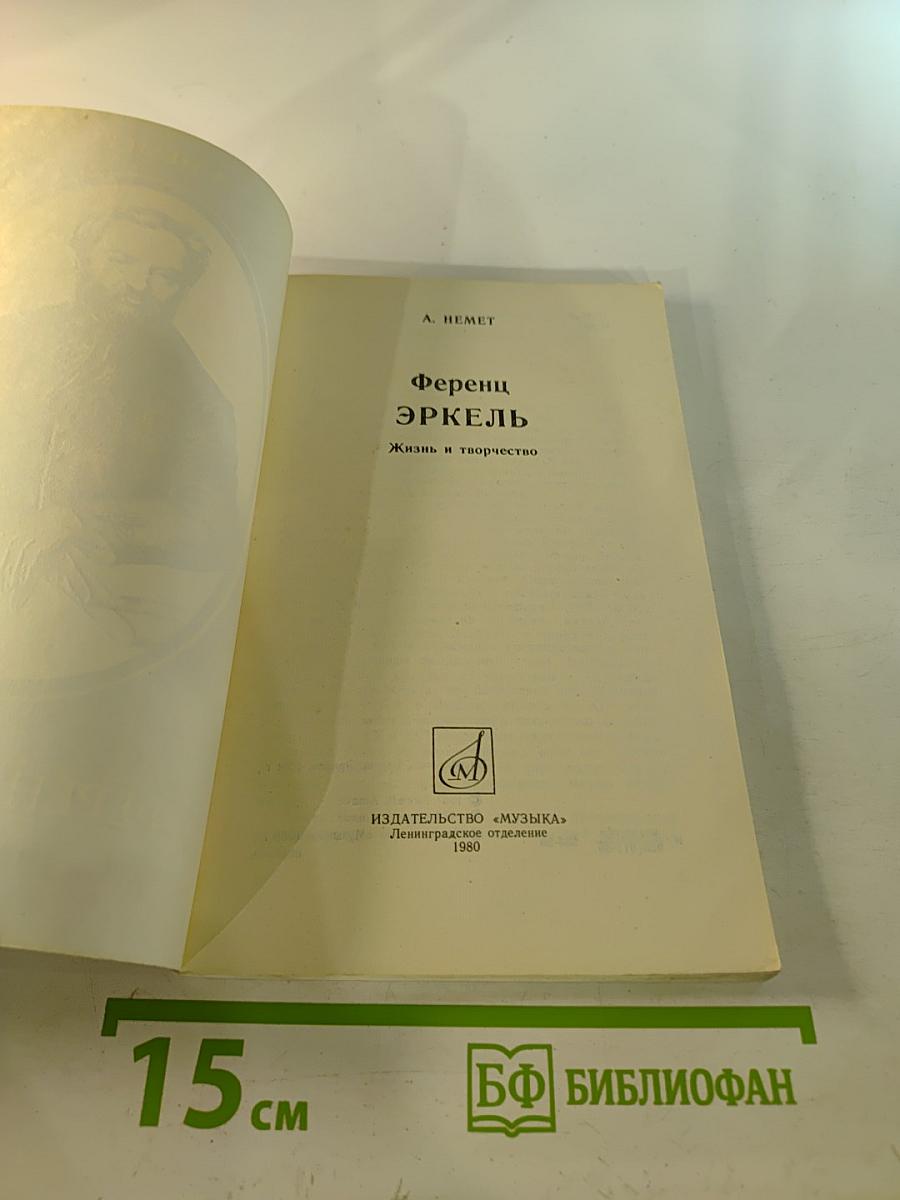 А. НЕМЕТ
Ференц
ЭРКЕЛЬ
Жизнь и творчество
М
ИЗДАТЕЛЬСТВО «МУЗЫКА»
Ленинградское отделение
1980
15 см
БФ БИБЛИОФАН